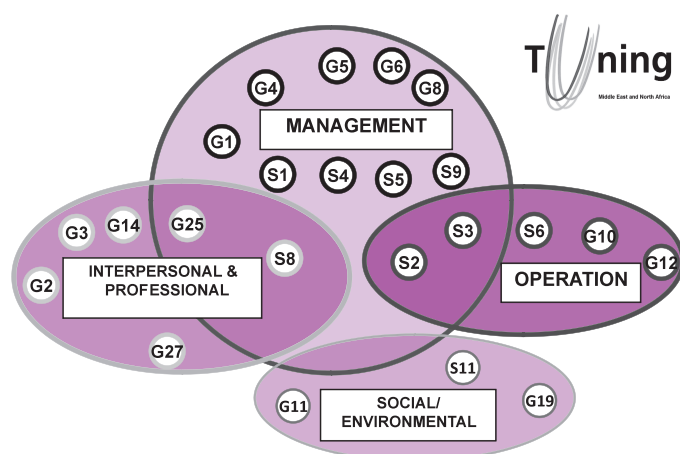 Tuning
Middle East and North Africa
G5
G6
G4
G8
MANAGEMENT
G1
S1
S4
S5
S9
G3
G14
G25
S3
S6
G10
S8
S2
G12
INTERPERSONAL &
PROFESSIONAL
G2
OPERATION
G27
S11
G11
SOCIAL/
ENVIRONMENTAL
G19